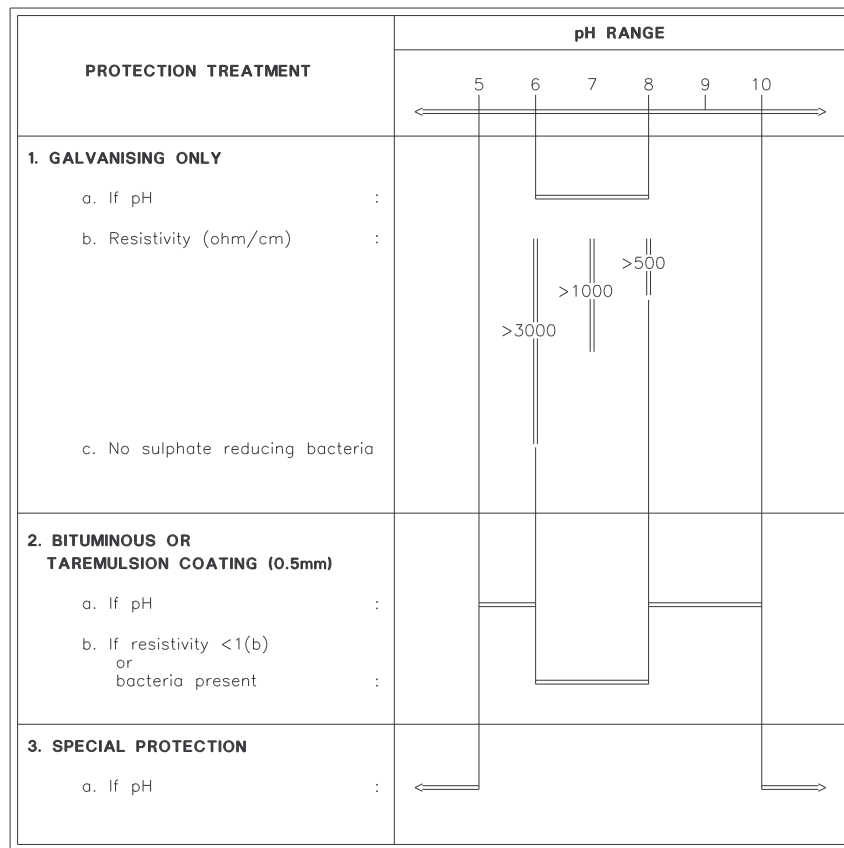 PROTECTION TREATMENT
pH RANGE
5 6 7 8 9 10
1. GALVANISING ONLY
a. If pH :
b. Resistivity (ohm/cm) :
>500
>1000
>3000
c. No sulphate reducing bacteria
2. BITUMINOUS OR
TAREMULSION COATING (0.5mm)
a. If pH :
b. If resistivity <1(b)
or
bacteria present :
3. SPECIAL PROTECTION
a. If pH :